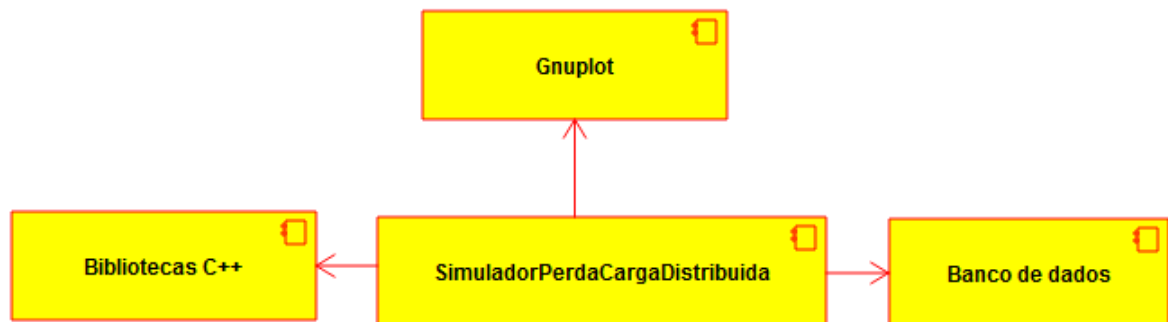 Gnuplot
Bibliotecas C++
SimuladorPerdaCargaDistribuida
Banco de dados